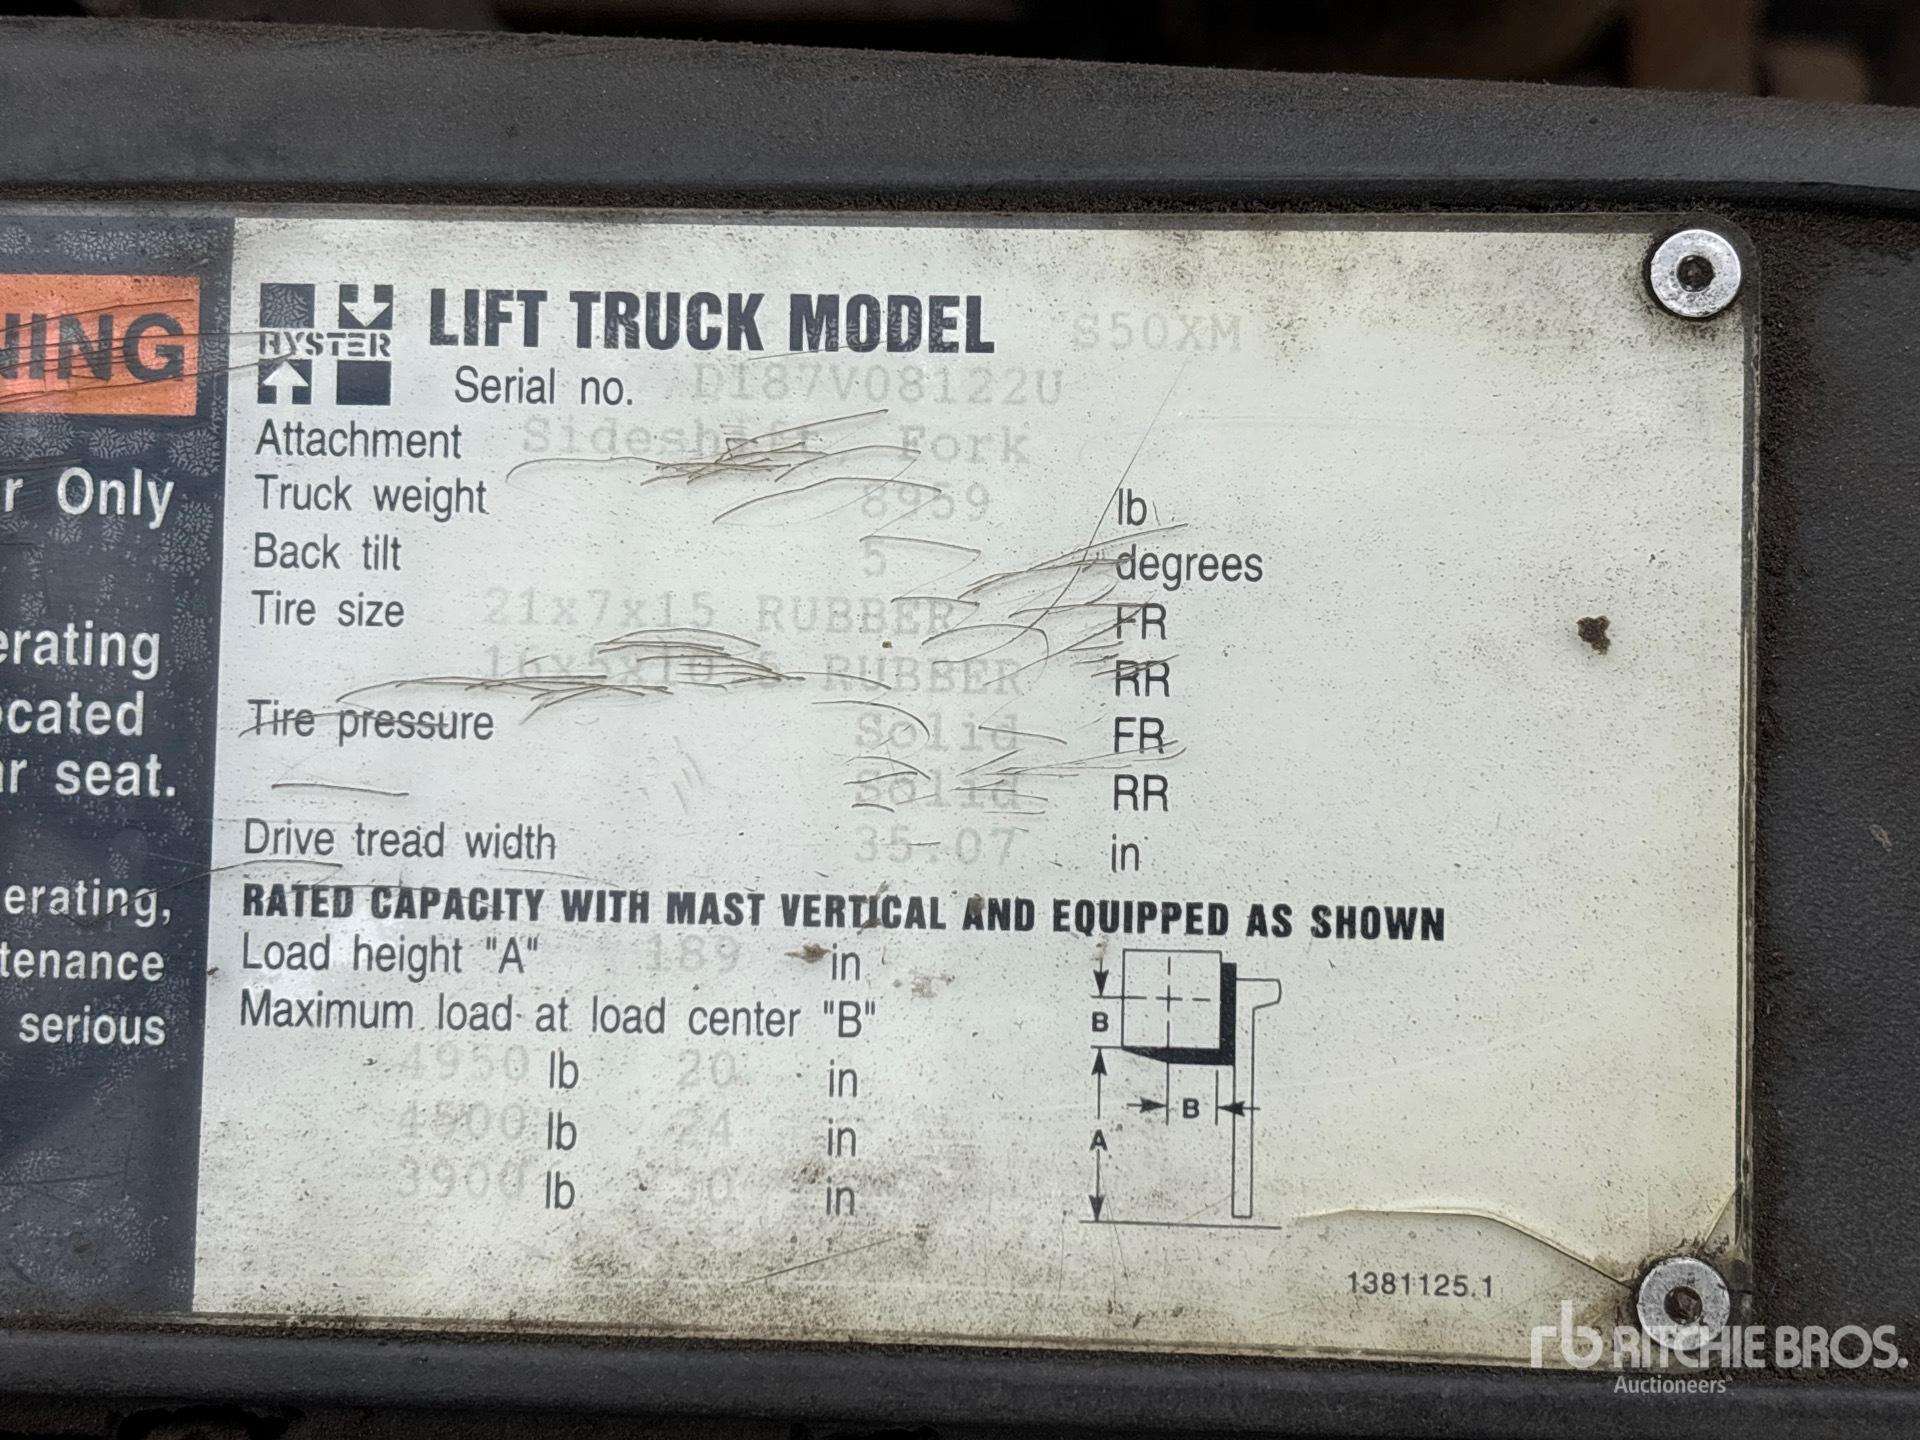 NING
r Only
erating
ocated
ar seat.
erating,
tenance
serious
HYSTER
LIFT TRUCK MODEL S50XM
Serial no. D187V08122U
Attachment Sideshift, Fork
Truck weight 8959 lb
Back tilt 5 degrees
Tire size 21x7x15 RUBBER FR
16x5x10.5 RUBBER RR
Tire pressure Solid FR
Solid RR
Drive tread width 35.07 in
RATED CAPACITY WITH MAST VERTICAL AND EQUIPPED AS SHOWN
Load height "A" 189 in
Maximum load at load center "B"
4950 lb 20 in
4500 lb 24 in
3900 lb 30 in
B
B
A
1381125.1
rb RITCHIE BROS.
Auctioneers